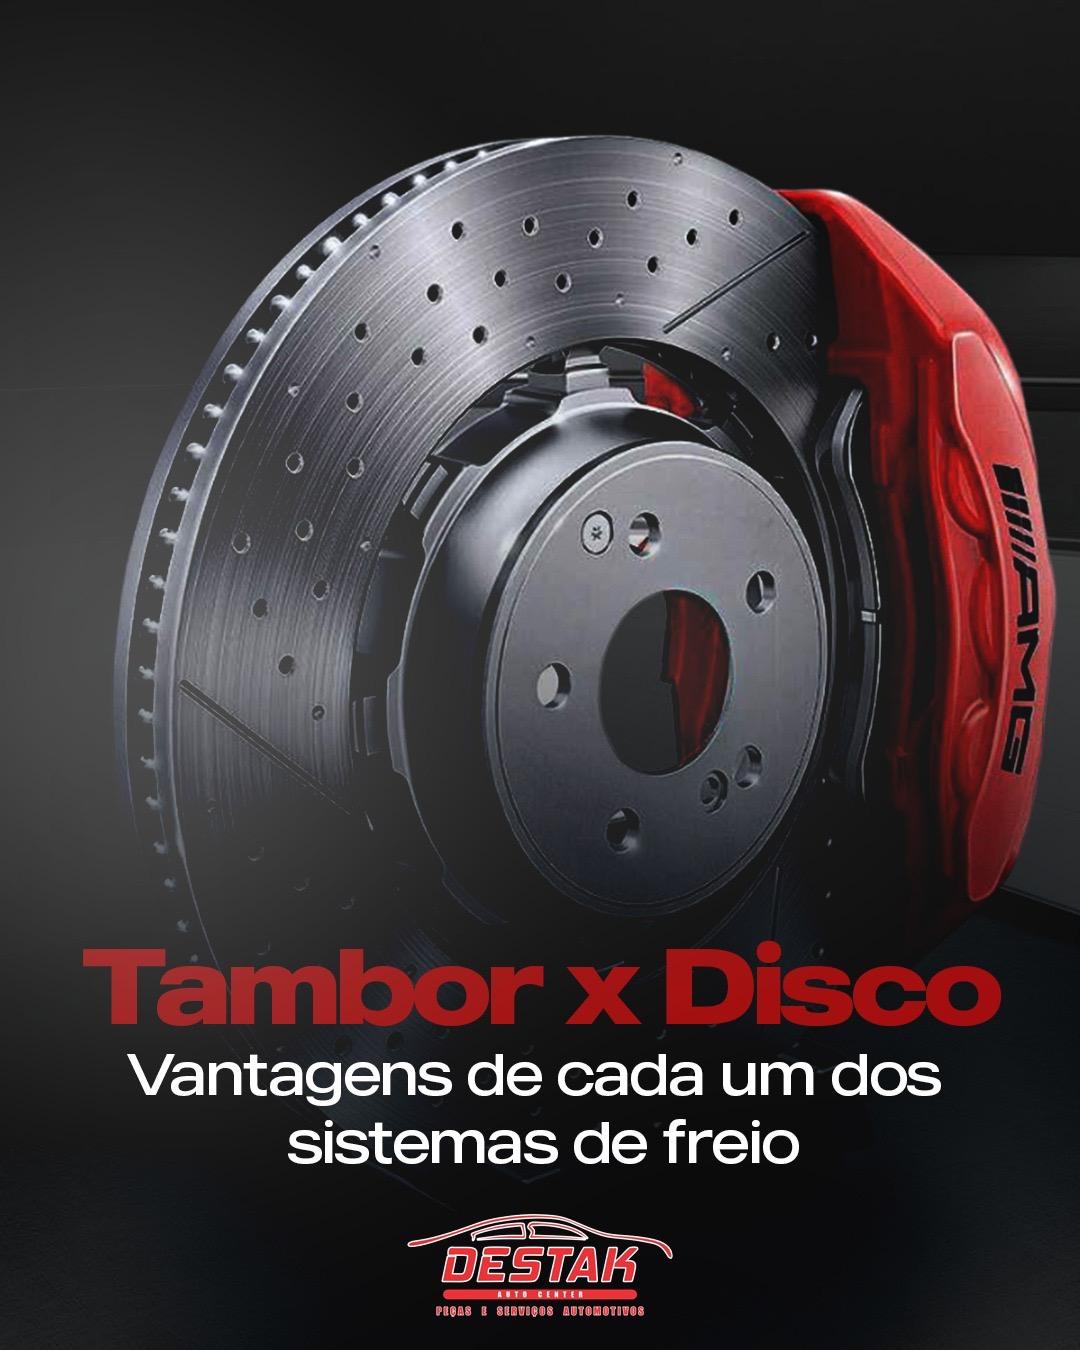 AMG
Tambor x Disco
Vantagens de cada um dos
sistemas de freio
DESTAK
AUTO CENTER
PEÇAS E SERVIÇOS AUTOMOTIVOS